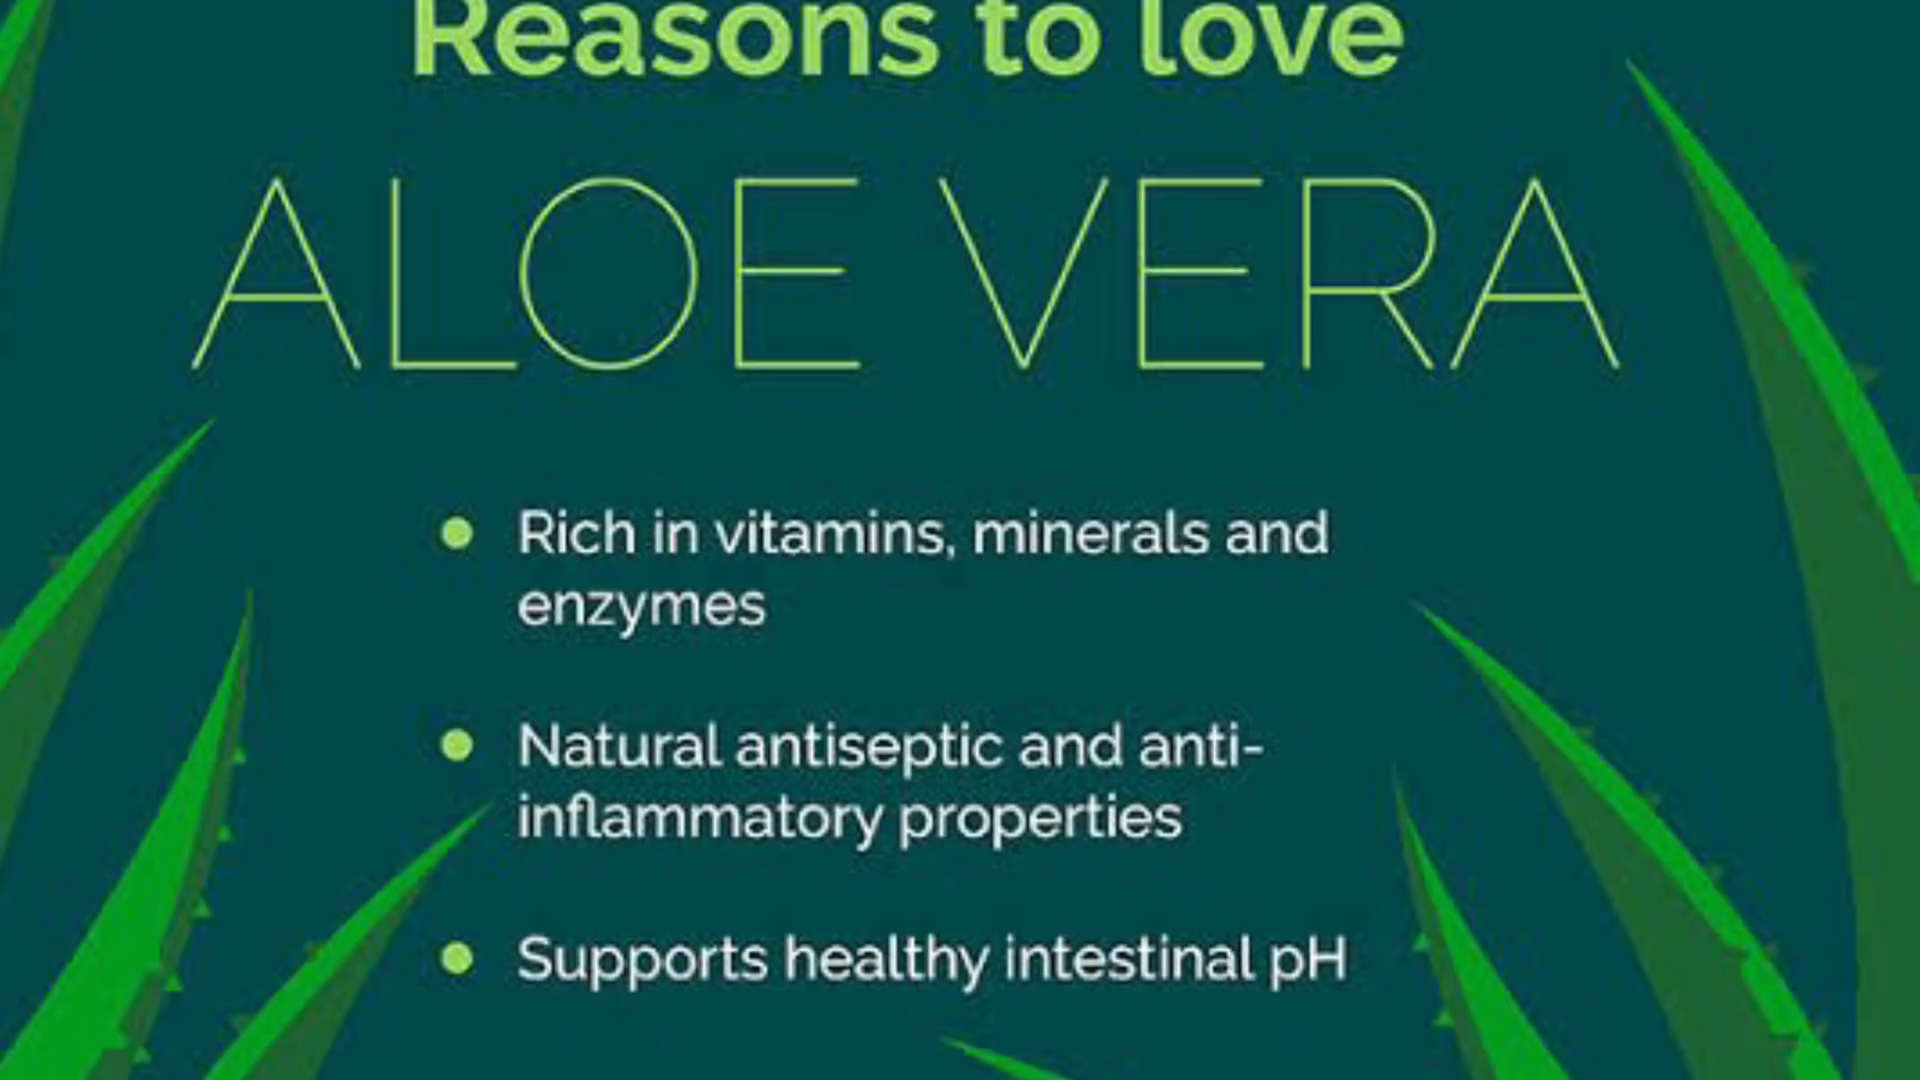 Reasons to love
ALOE VERA
Rich in vitamins, minerals and
enzymes
Natural antiseptic and anti-
inflammatory properties
Supports healthy intestinal pH